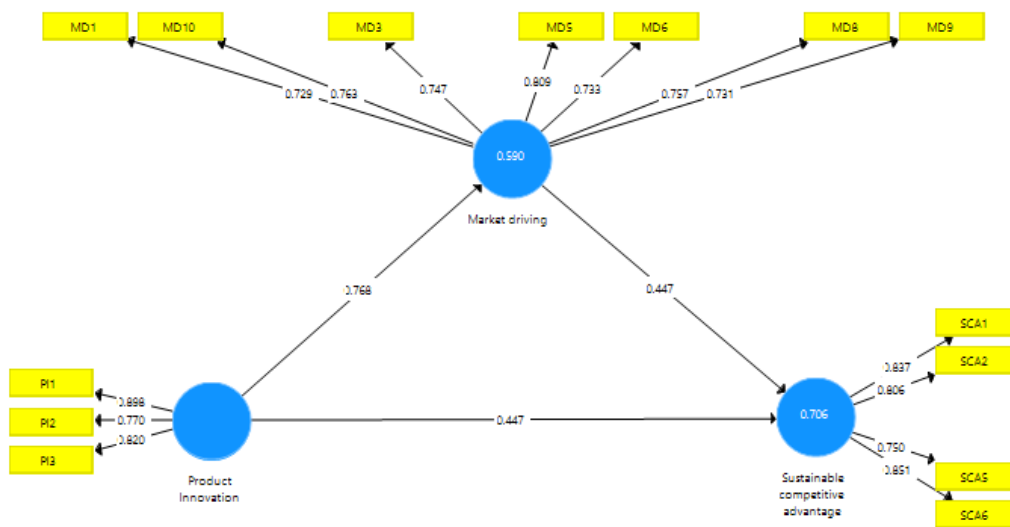 MD1
MD10
MD3
MD5
MD6
MD8
MD9
0.729
0.763
0.747
0.809
0.733
0.757
0.731
0.590
Market driving
0.768
0.447
SCA1
SCA2
0.837
0.806
PI1
PI2
PI3
0.898
0.770
0.820
0.447
0.706
0.750
0.851
SCA5
SCA6
Product
Innovation
Sustainable
competitive
advantage